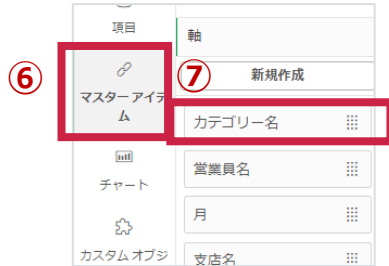 項目
⑥
マスター アイテ
ム
チャート
カスタム オブジ
軸
⑦
新規作成
カテゴリー名
営業員名
月
支店名